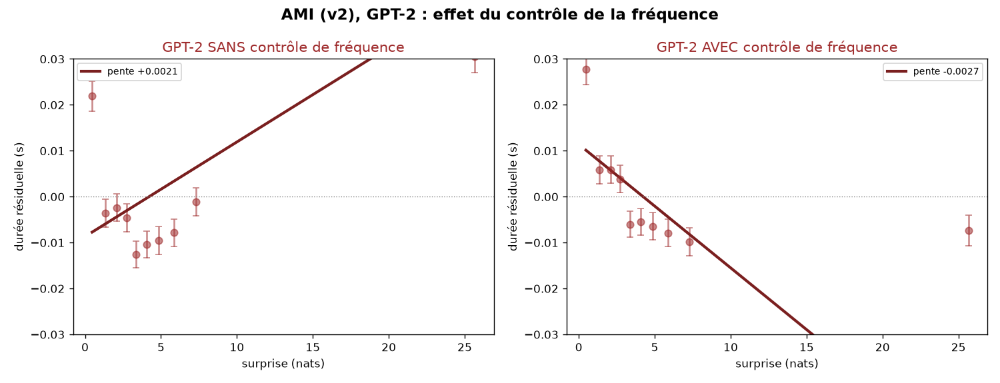 AMI (v2), GPT-2 : effet du contrôle de la fréquence
GPT-2 SANS contrôle de fréquence
pente +0.0021
durée résiduelle (s)
0.03
0.02
0.01
0.00
−0.01
−0.02
−0.03
0 5 10 15 20 25
surprise (nats)
GPT-2 AVEC contrôle de fréquence
pente -0.0027
durée résiduelle (s)
0.03
0.02
0.01
0.00
−0.01
−0.02
−0.03
0 5 10 15 20 25
surprise (nats)